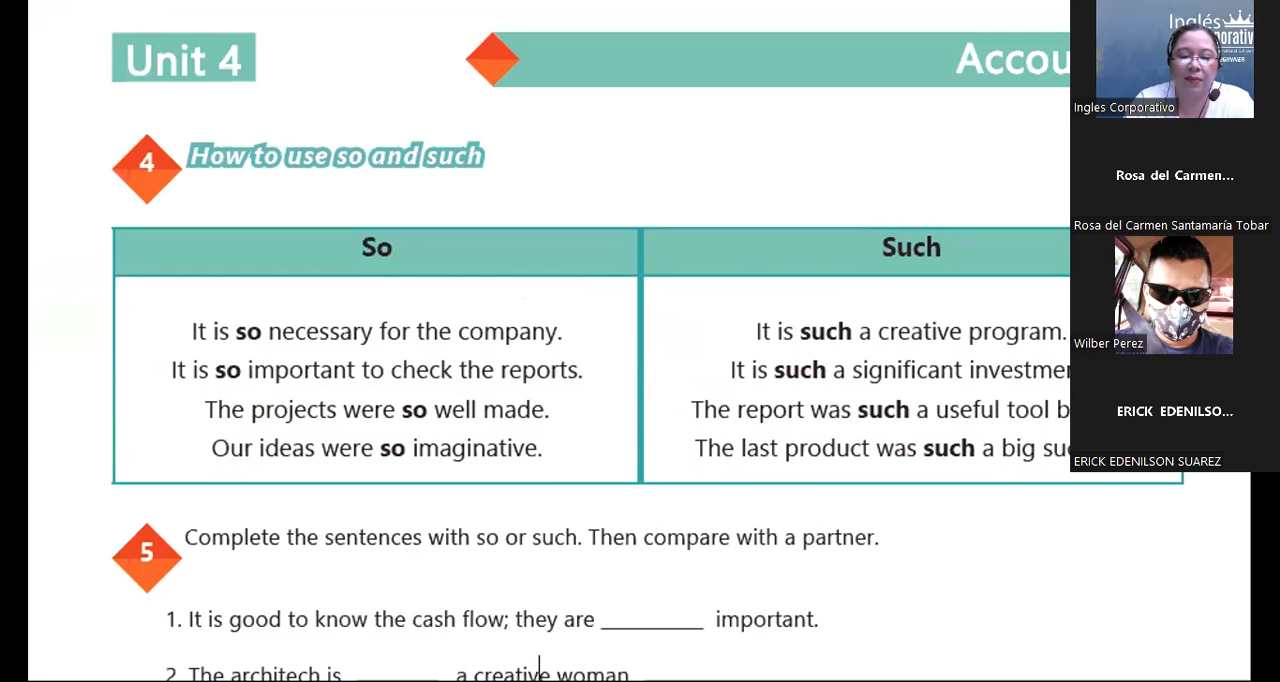 Unit 4
Accou
4
How to use so and such
So
Such
It is so necessary for the company.
It is so important to check the reports.
The projects were so well made.
Our ideas were so imaginative.
It is such a creative program.
It is such a significant investmen
The report was such a useful tool b
The last product was such a big su
5
Complete the sentences with so or such. Then compare with a partner.
1. It is good to know the cash flow; they are _________ important.
2. The architech is _______ a creative woman
Inglés
porativ
GINNER
Ingles Corporativo
Rosa del Carmen...
Rosa del Carmen Santamaría Tobar
Wilber Perez
ERICK EDENILSO...
ERICK EDENILSON SUAREZ